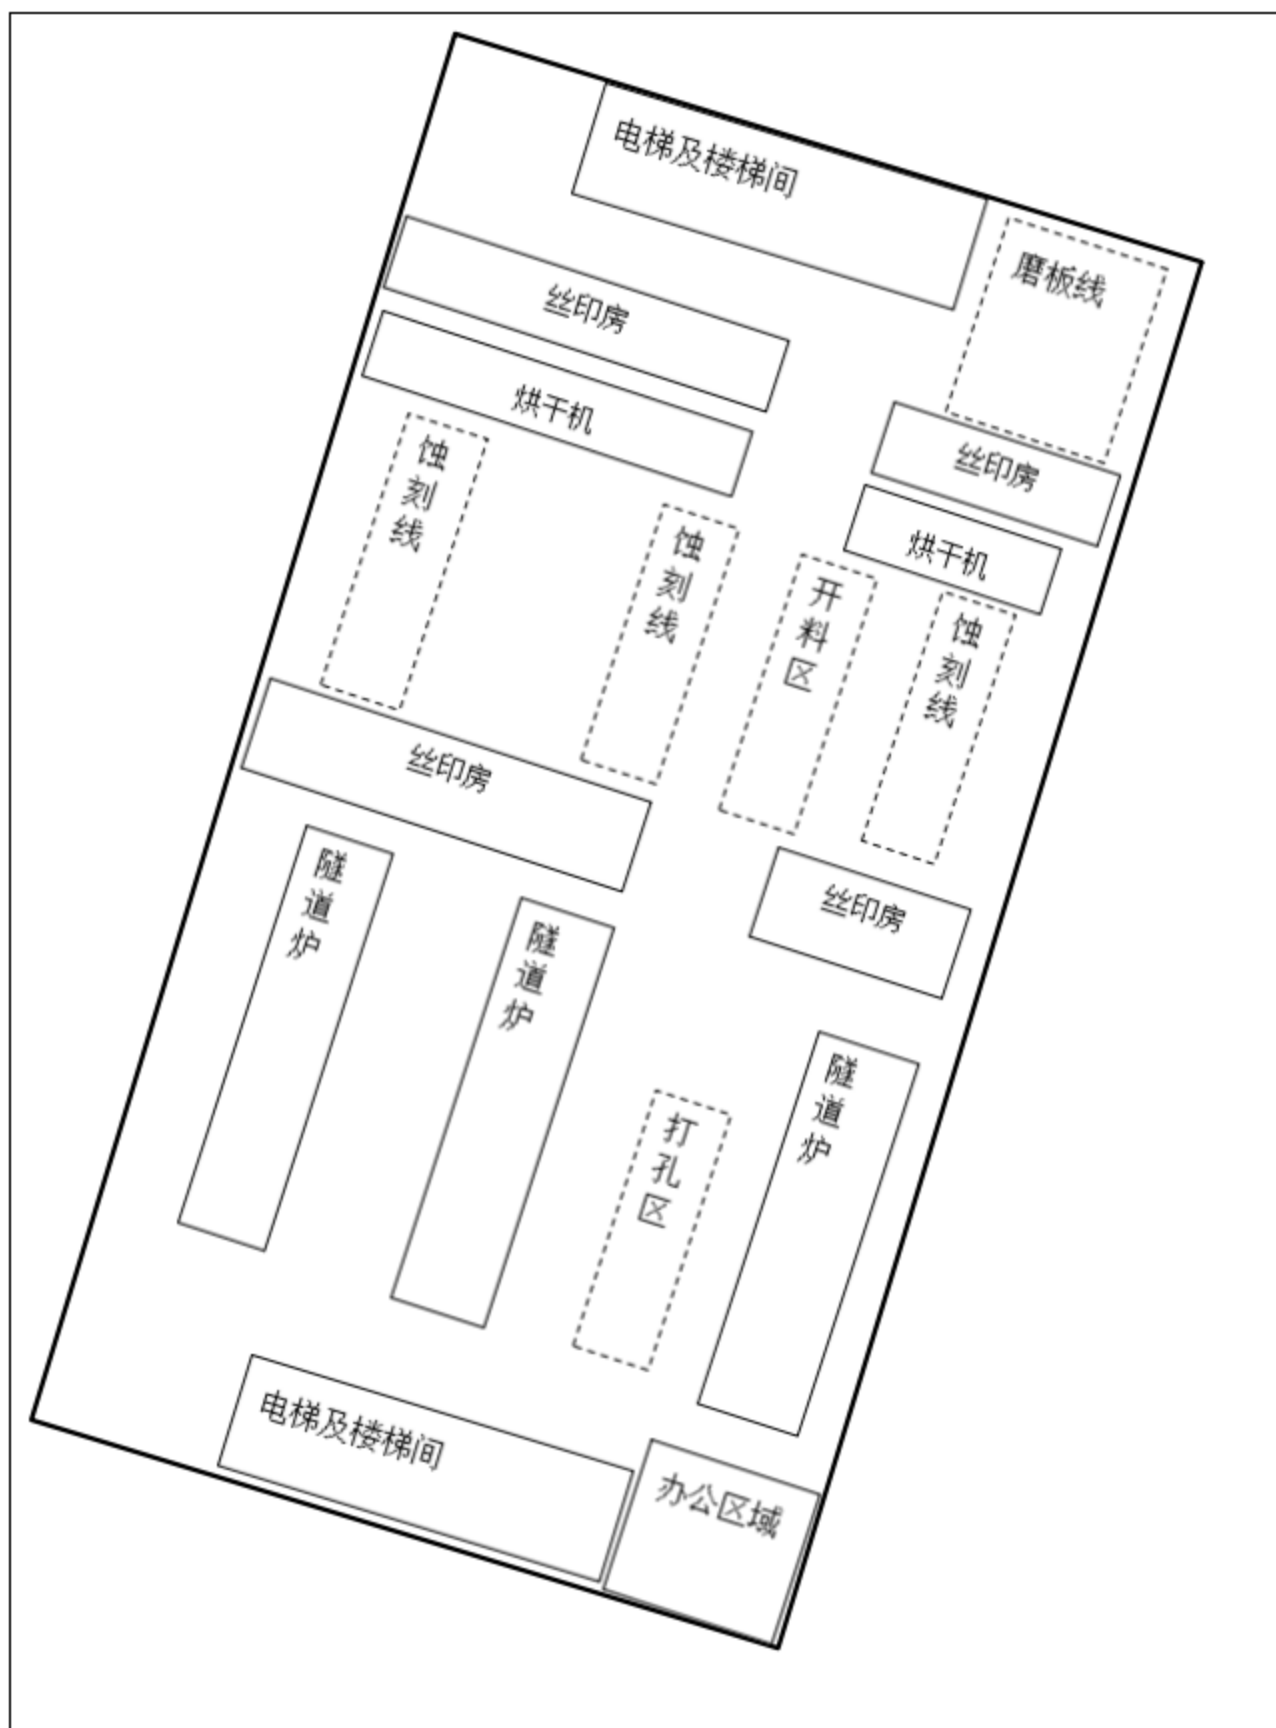 电梯及楼梯间
磨板线
丝印房
烘干机
丝印房
烘干机
蚀刻线
蚀刻线
开料区
蚀刻线
丝印房
丝印房
隧道炉
隧道炉
隧道炉
打孔区
电梯及楼梯间
办公区域